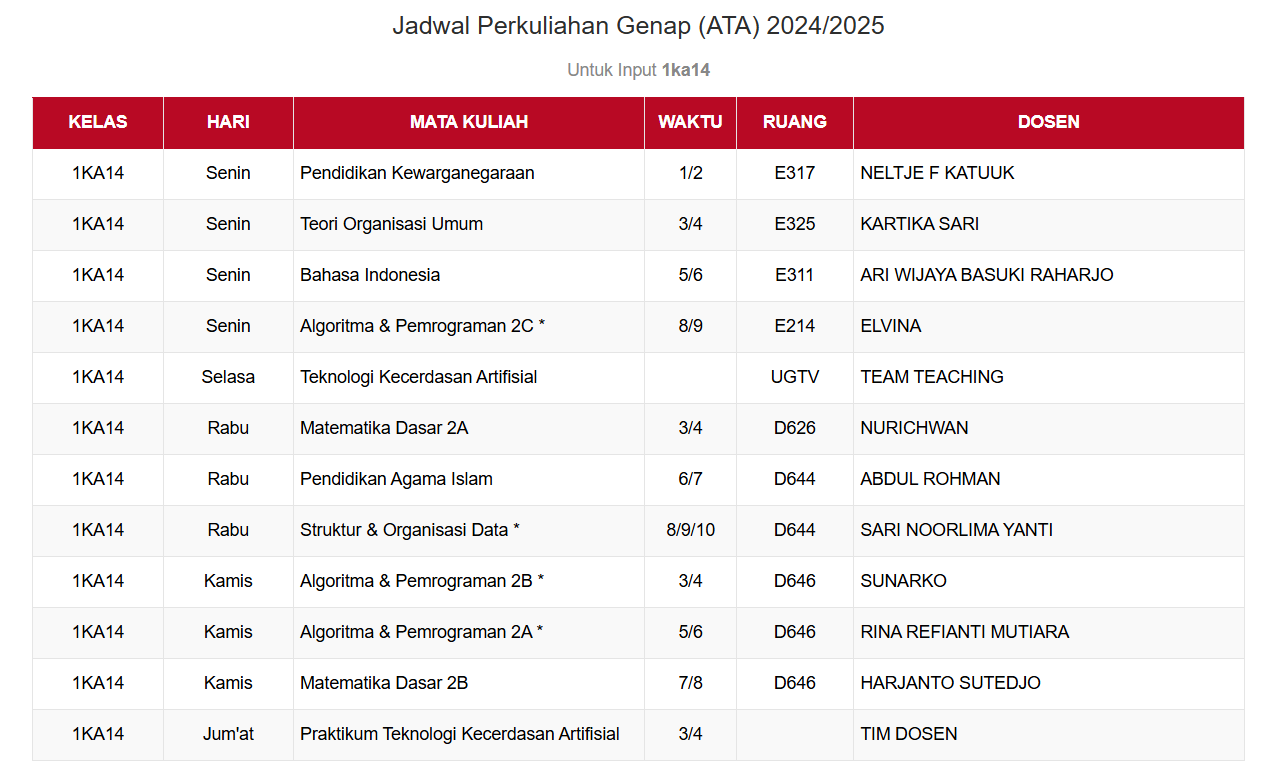 Jadwal Perkuliahan Genap (ATA) 2024/2025
Untuk Input 1ka14
KELAS HARI MATA KULIAH WAKTU RUANG DOSEN
1KA14 Senin Pendidikan Kewarganegaraan 1/2 E317 NELTJE F KATUUK
1KA14 Senin Teori Organisasi Umum 3/4 E325 KARTIKA SARI
1KA14 Senin Bahasa Indonesia 5/6 E311 ARI WIJAYA BASUKI RAHARJO
1KA14 Senin Algoritma & Pemrograman 2C * 8/9 E214 ELVINA
1KA14 Selasa Teknologi Kecerdasan Artifisial UGTV TEAM TEACHING
1KA14 Rabu Matematika Dasar 2A 3/4 D626 NURICHWAN
1KA14 Rabu Pendidikan Agama Islam 6/7 D644 ABDUL ROHMAN
1KA14 Rabu Struktur & Organisasi Data * 8/9/10 D644 SARI NOORLIMA YANTI
1KA14 Kamis Algoritma & Pemrograman 2B * 3/4 D646 SUNARKO
1KA14 Kamis Algoritma & Pemrograman 2A * 5/6 D646 RINA REFIANTI MUTIARA
1KA14 Kamis Matematika Dasar 2B 7/8 D646 HARJANTO SUTEDJO
1KA14 Jum'at Praktikum Teknologi Kecerdasan Artifisial 3/4 TIM DOSEN